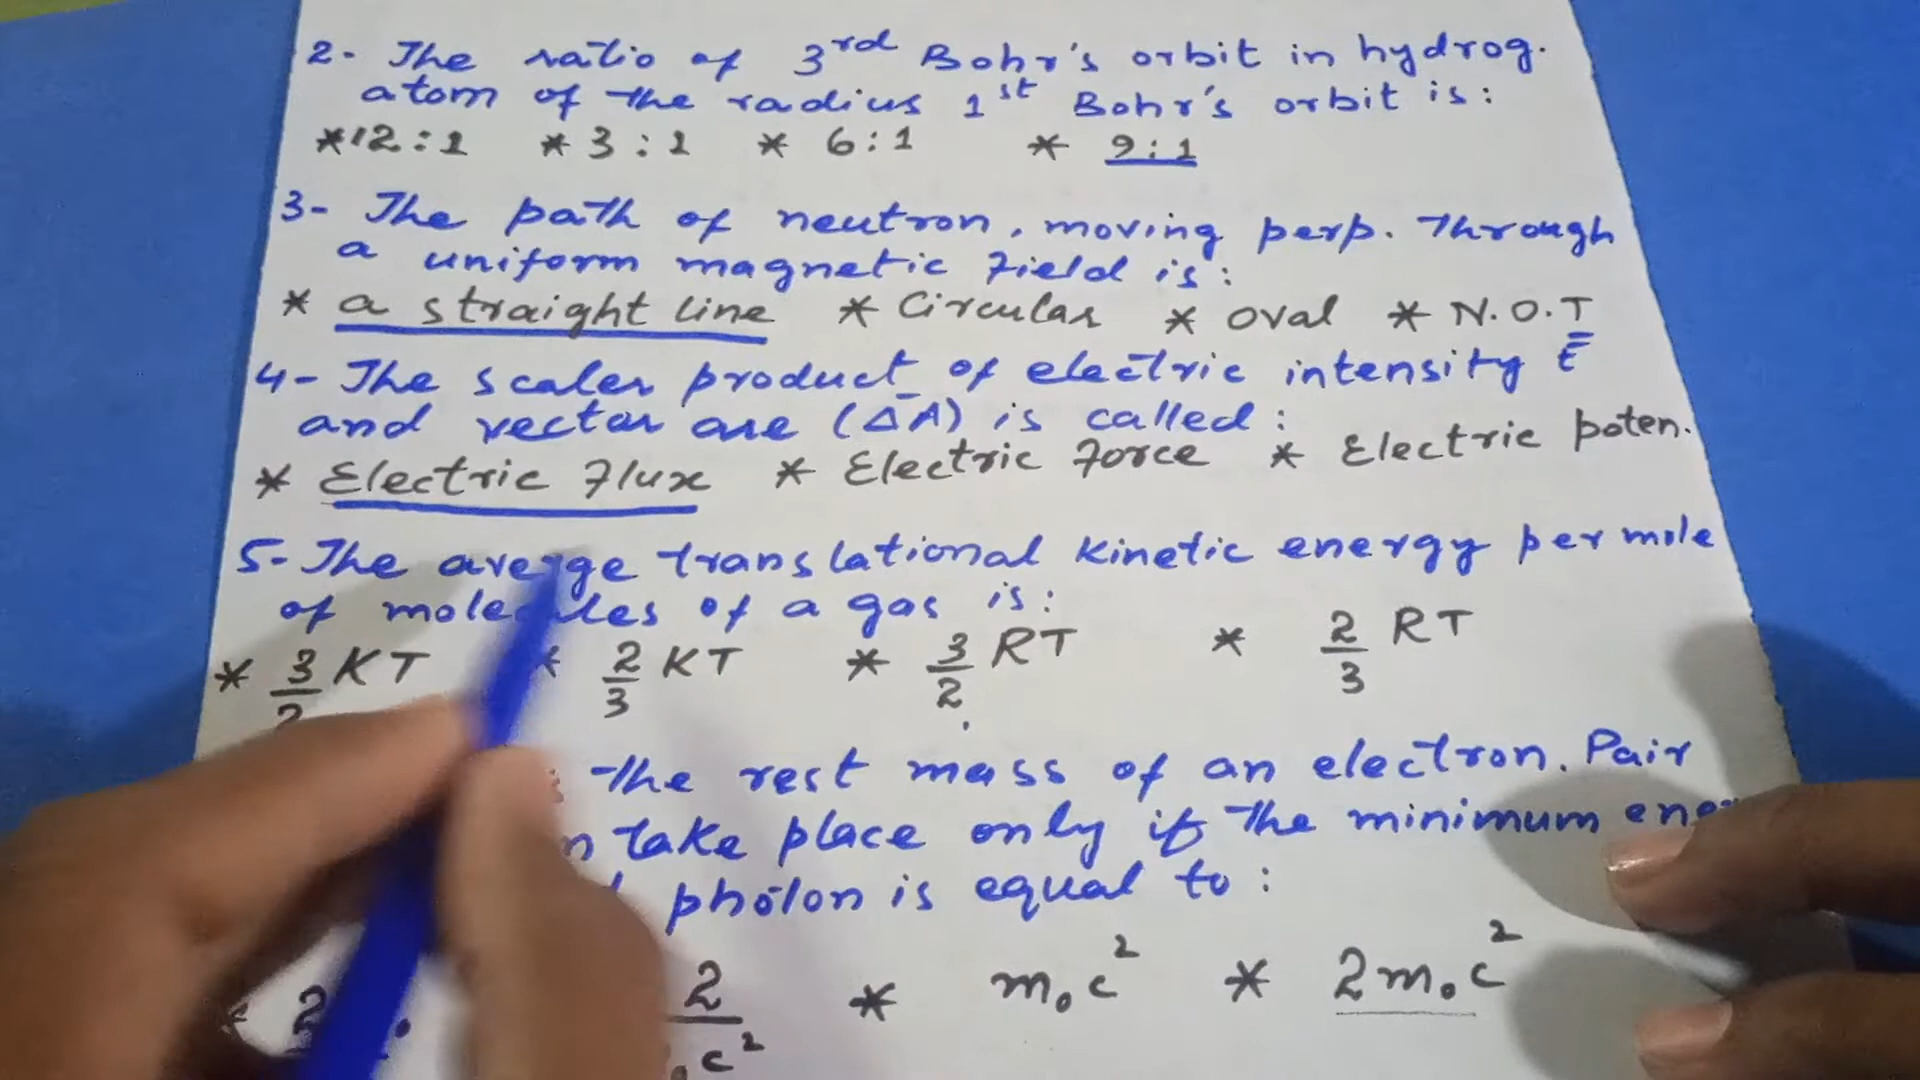 2- The ratio of 3rd Bohr's orbit in hydrog.
atom of the radius 1st Bohr's orbit is:
* 12:1 * 3:1 * 6:1 * 9:1
3- The path of neutron, moving perp. Through
a uniform magnetic field is:
* a straight line * Circular * oval * N.O.T
4- The scaler product of electric intensity E̅
and vector are (Δ̅A) is called:
* Electric Flux * Electric Force * Electric poten.
5- The averge translational kinetic energy per mole
of molecules of a gas is:
* 3/2 KT * 2/3 KT * 3/2 RT * 2/3 RT
the rest mass of an electron. Pair
take place only if the minimum
photon is equal to:
* m₀c² * 2m₀c²